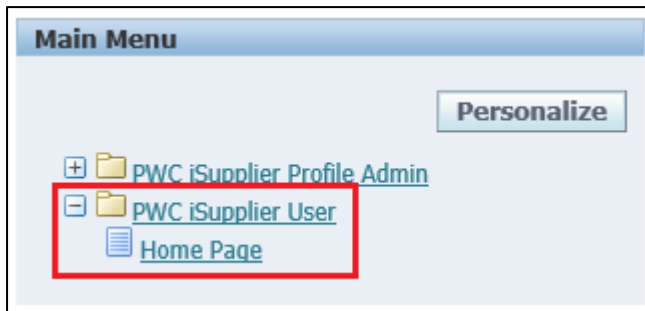 Main Menu
Personalize
PWC iSupplier Profile Admin
PWC iSupplier User
Home Page